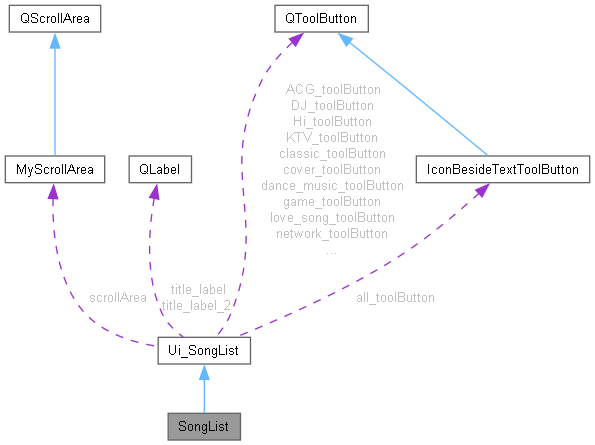 QScrollArea
QToolButton
ACG_toolButton
DJ_toolButton
Hi_toolButton
KTV_toolButton
classic_toolButton
cover_toolButton
dance_music_toolButton
game_toolButton
love_song_toolButton
network_toolButton
...
MyScrollArea
QLabel
IconBesideTextToolButton
scrollArea
title_label
title_label_2
all_toolButton
Ui_SongList
SongList